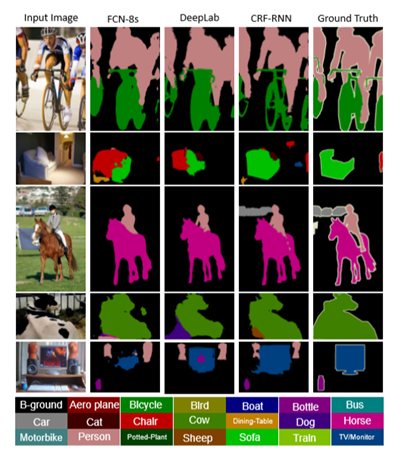 Input Image FCN-8s DeepLab CRF-RNN Ground Truth
B-ground Aero plane Bicycle Bird Boat Bottle Bus
Car Cat Chair Cow Dining-Table Dog Horse
Motorbike Person Potted-Plant Sheep Sofa Train TV/Monitor